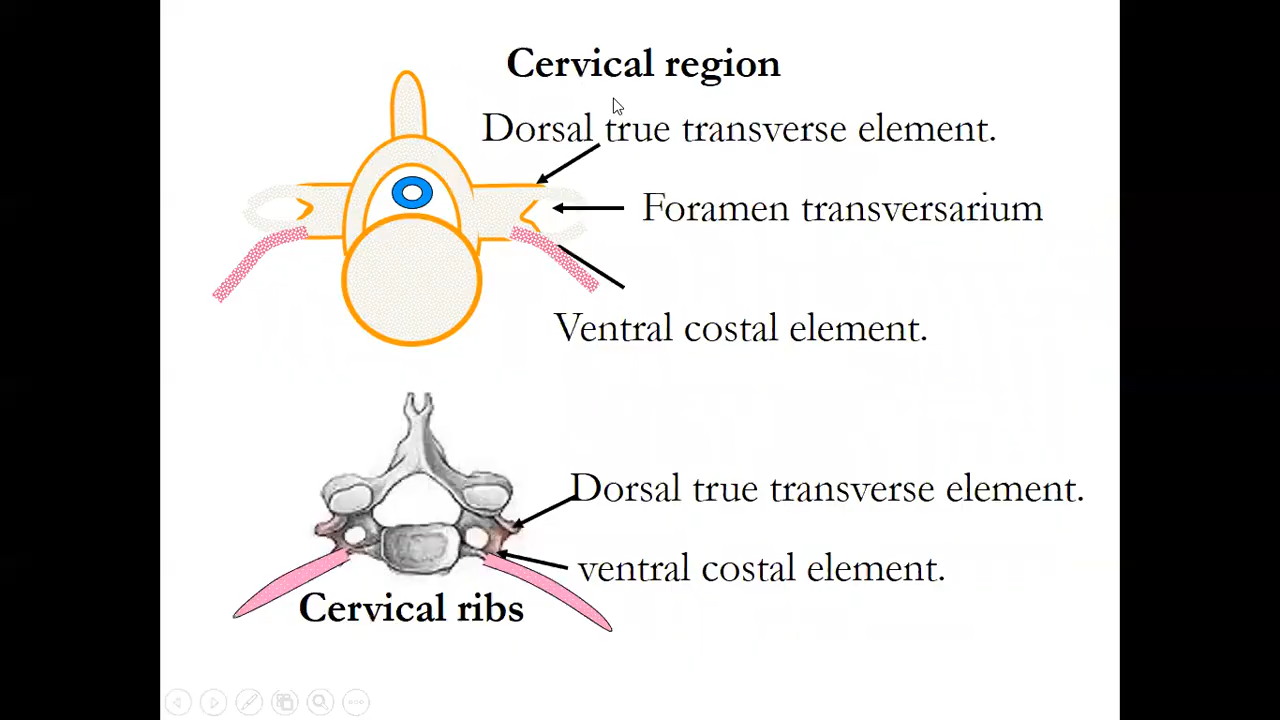 Cervical region
Dorsal true transverse element.
Foramen transversarium
Ventral costal element.
Dorsal true transverse element.
ventral costal element.
Cervical ribs